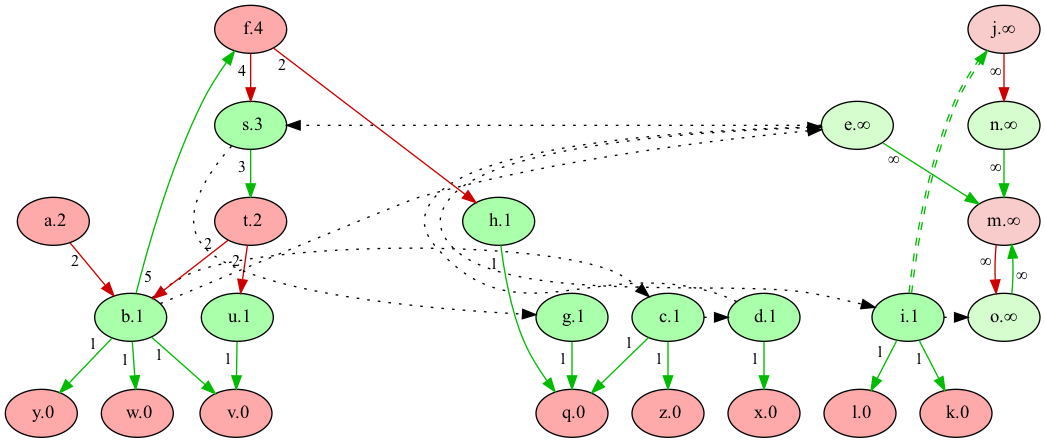 f.4
j.∞
4
2
∞
s.3
e.∞
n.∞
3
∞
∞
a.2
t.2
h.1
m.∞
2
2
2
1
∞
∞
5
b.1
u.1
g.1
c.1
d.1
i.1
o.∞
1
1
1
1
1
1
1
1
1
1
y.0
w.0
v.0
q.0
z.0
x.0
l.0
k.0